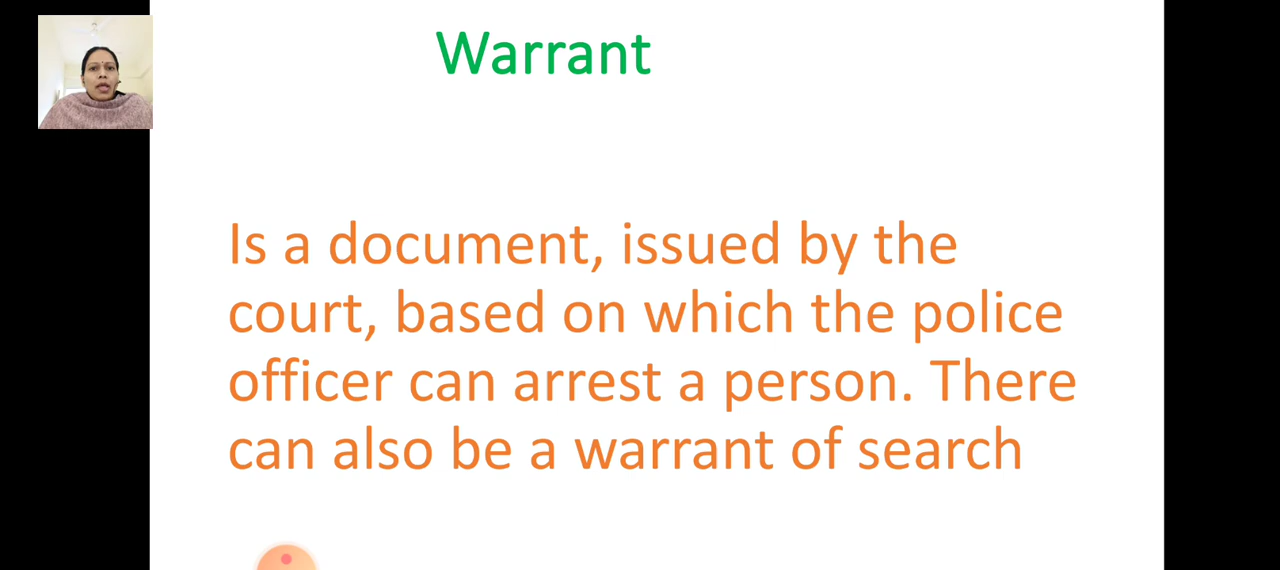 Warrant
Is a document, issued by the
court, based on which the police
officer can arrest a person. There
can also be a warrant of search